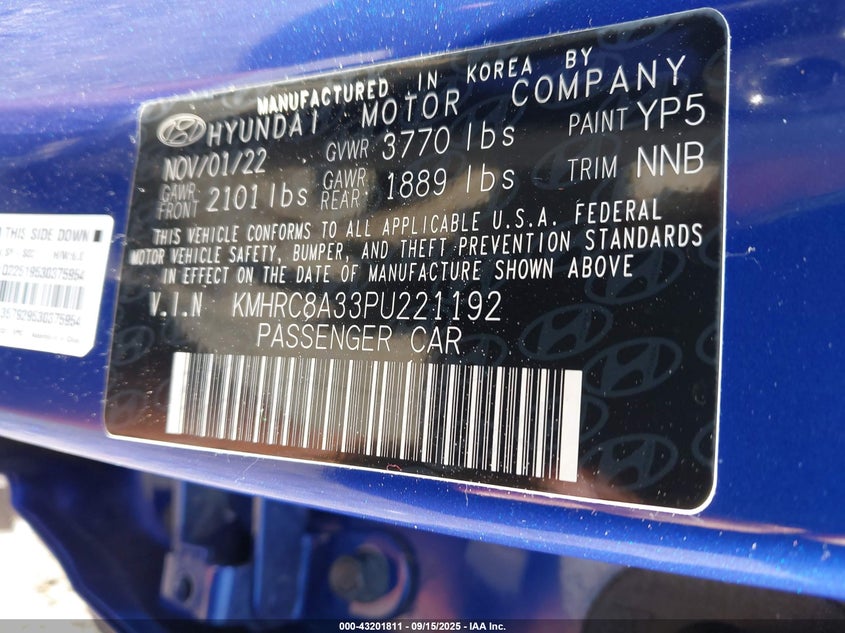 MANUFACTURED IN KOREA BY
HYUNDAI MOTOR COMPANY
NOV/01/22 GVWR 3770 lbs PAINT YP5
GAWR FRONT 2101 lbs GAWR REAR 1889 lbs TRIM NNB
THIS VEHICLE CONFORMS TO ALL APPLICABLE U.S.A. FEDERAL
MOTOR VEHICLE SAFETY, BUMPER, AND THEFT PREVENTION STANDARDS
IN EFFECT ON THE DATE OF MANUFACTURE SHOWN ABOVE.
V.I.N KMHRC8A33PU221192
PASSENGER CAR
THIS SIDE DOWN
000-43201811 - 09/15/2025 - IAA Inc.